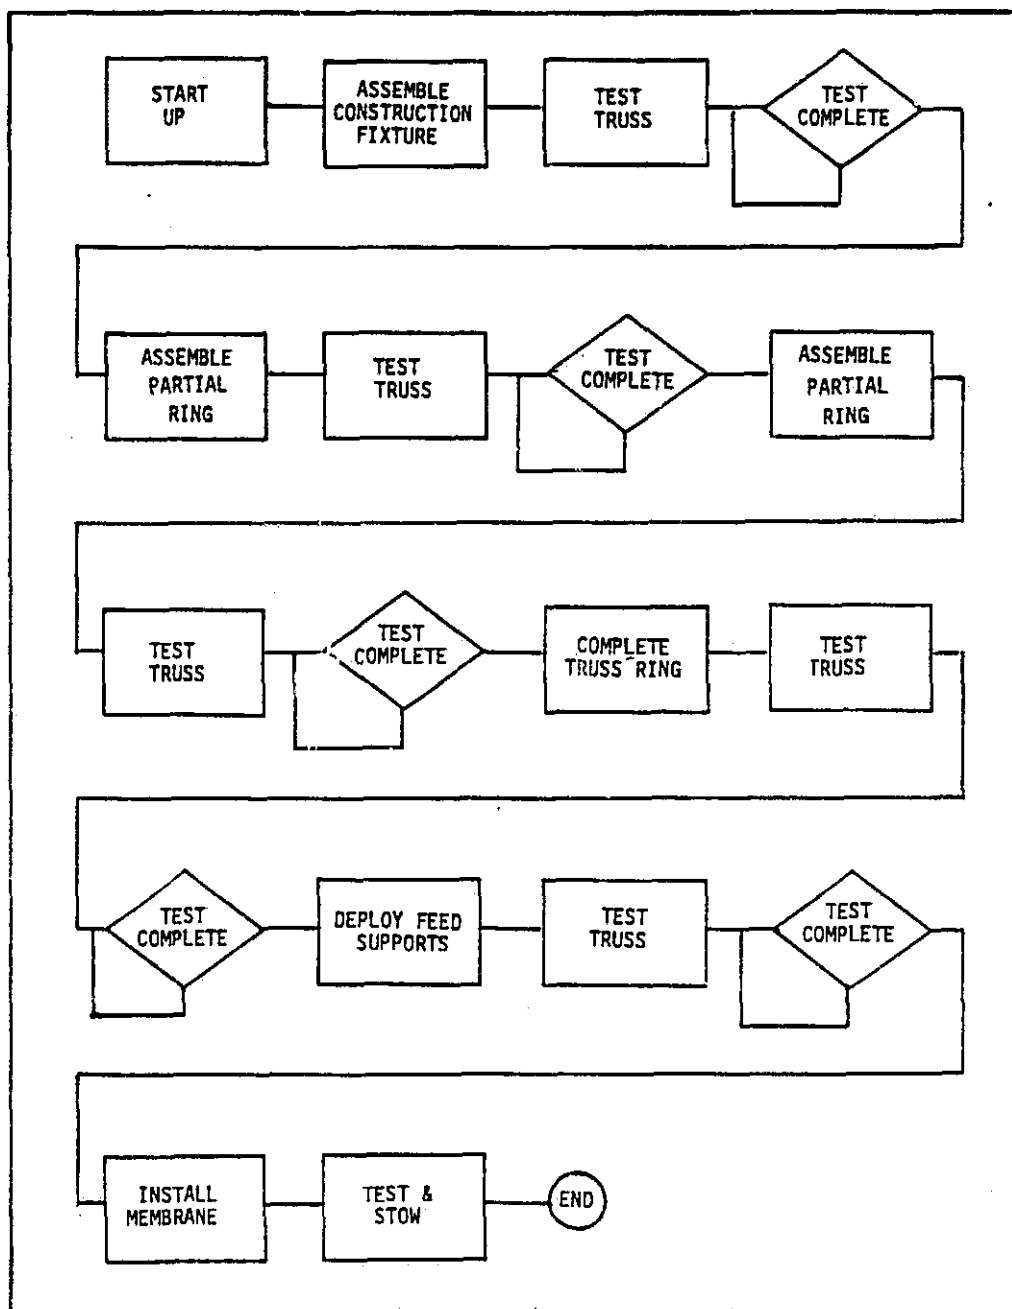 START
UP
ASSEMBLE
CONSTRUCTION
FIXTURE
TEST
TRUSS
TEST
COMPLETE
ASSEMBLE
PARTIAL
RING
TEST
TRUSS
TEST
COMPLETE
ASSEMBLE
PARTIAL
RING
TEST
TRUSS
TEST
COMPLETE
COMPLETE
TRUSS RING
TEST
TRUSS
TEST
COMPLETE
DEPLOY FEED
SUPPORTS
TEST
TRUSS
TEST
COMPLETE
INSTALL
MEMBRANE
TEST &
STOW
END